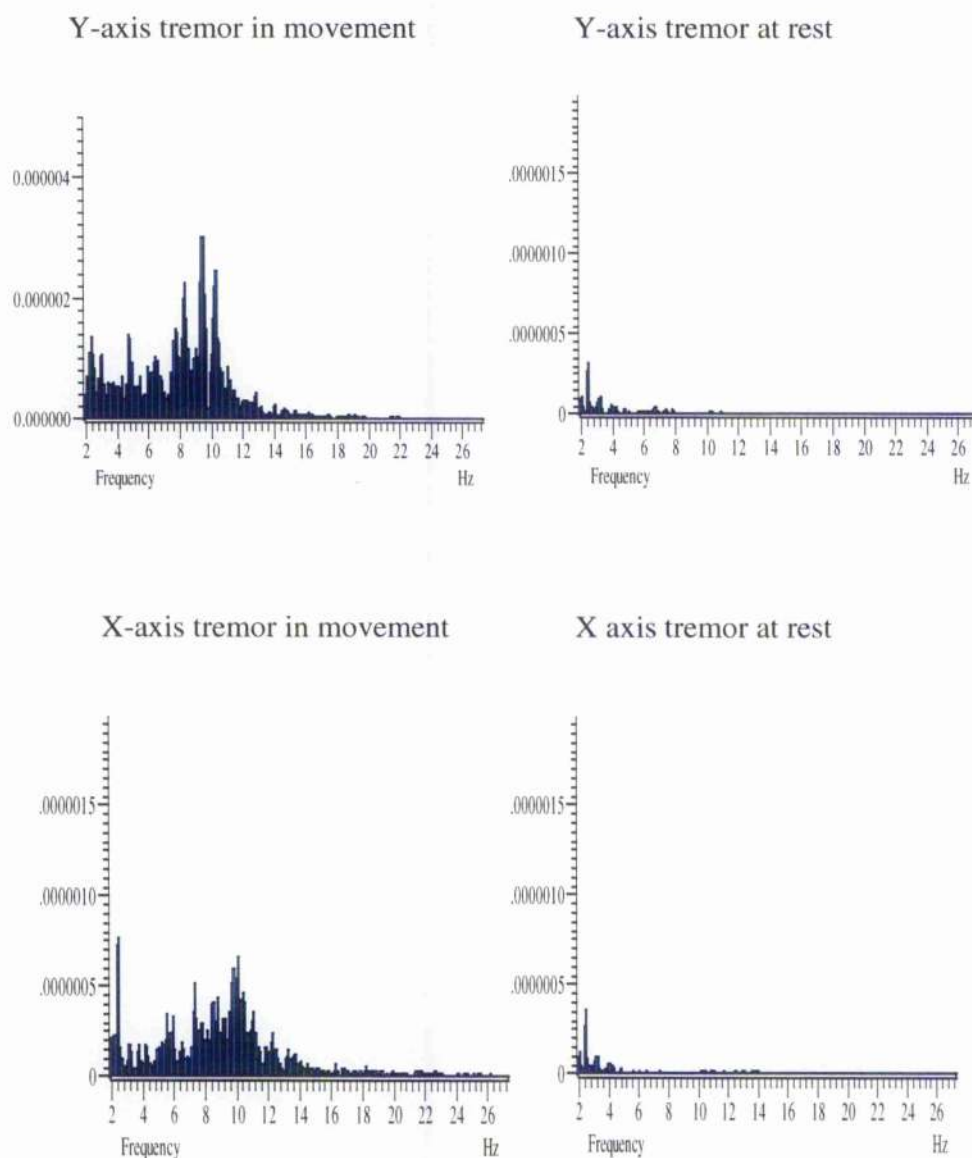 Y-axis tremor in movement
0.000004
0.000002
0.000000
2 4 6 8 10 12 14 16 18 20 22 24 26
Frequency Hz
Y-axis tremor at rest
.0000015
.0000010
.0000005
0
2 4 6 8 10 12 14 16 18 20 22 24 26
Frequency Hz
X-axis tremor in movement
.0000015
.0000010
.0000005
0
2 4 6 8 10 12 14 16 18 20 22 24 26
Frequency Hz
X axis tremor at rest
.0000015
.0000010
.0000005
0
2 4 6 8 10 12 14 16 18 20 22 24 26
Frequency Hz